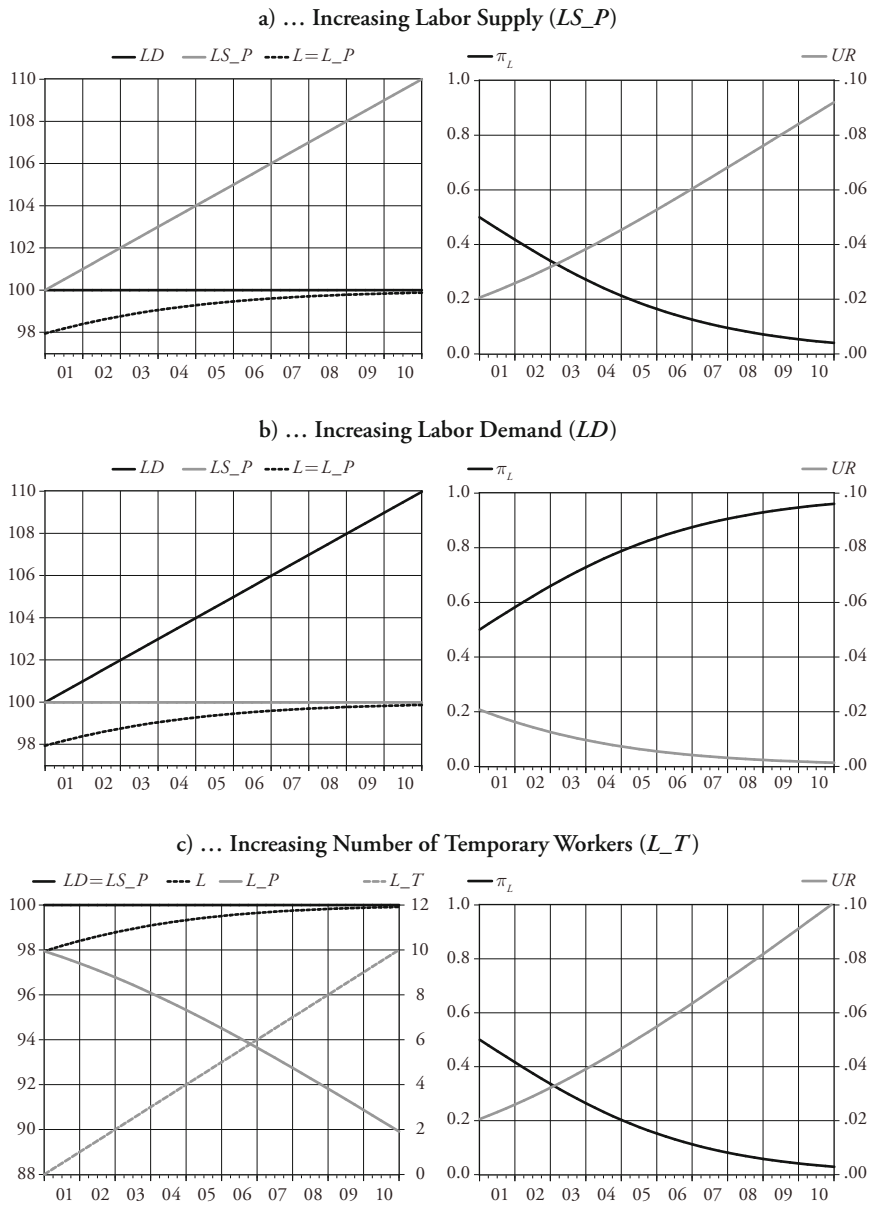 a) … Increasing Labor Supply (LS_P)
LD LS_P L=L_P
π_L UR
110 108 106 104 102 100 98
01 02 03 04 05 06 07 08 09 10
1.0 0.8 0.6 0.4 0.2 0.0
.10 .08 .06 .04 .02 .00
01 02 03 04 05 06 07 08 09 10
b) … Increasing Labor Demand (LD)
LD LS_P L=L_P
π_L UR
110 108 106 104 102 100 98
01 02 03 04 05 06 07 08 09 10
1.0 0.8 0.6 0.4 0.2 0.0
.10 .08 .06 .04 .02 .00
01 02 03 04 05 06 07 08 09 10
c) … Increasing Number of Temporary Workers (L_T)
LD=LS_P L L_P L_T
π_L UR
100 98 96 94 92 90 88
12 10 8 6 4 2 0
01 02 03 04 05 06 07 08 09 10
1.0 0.8 0.6 0.4 0.2 0.0
.10 .08 .06 .04 .02 .00
01 02 03 04 05 06 07 08 09 10